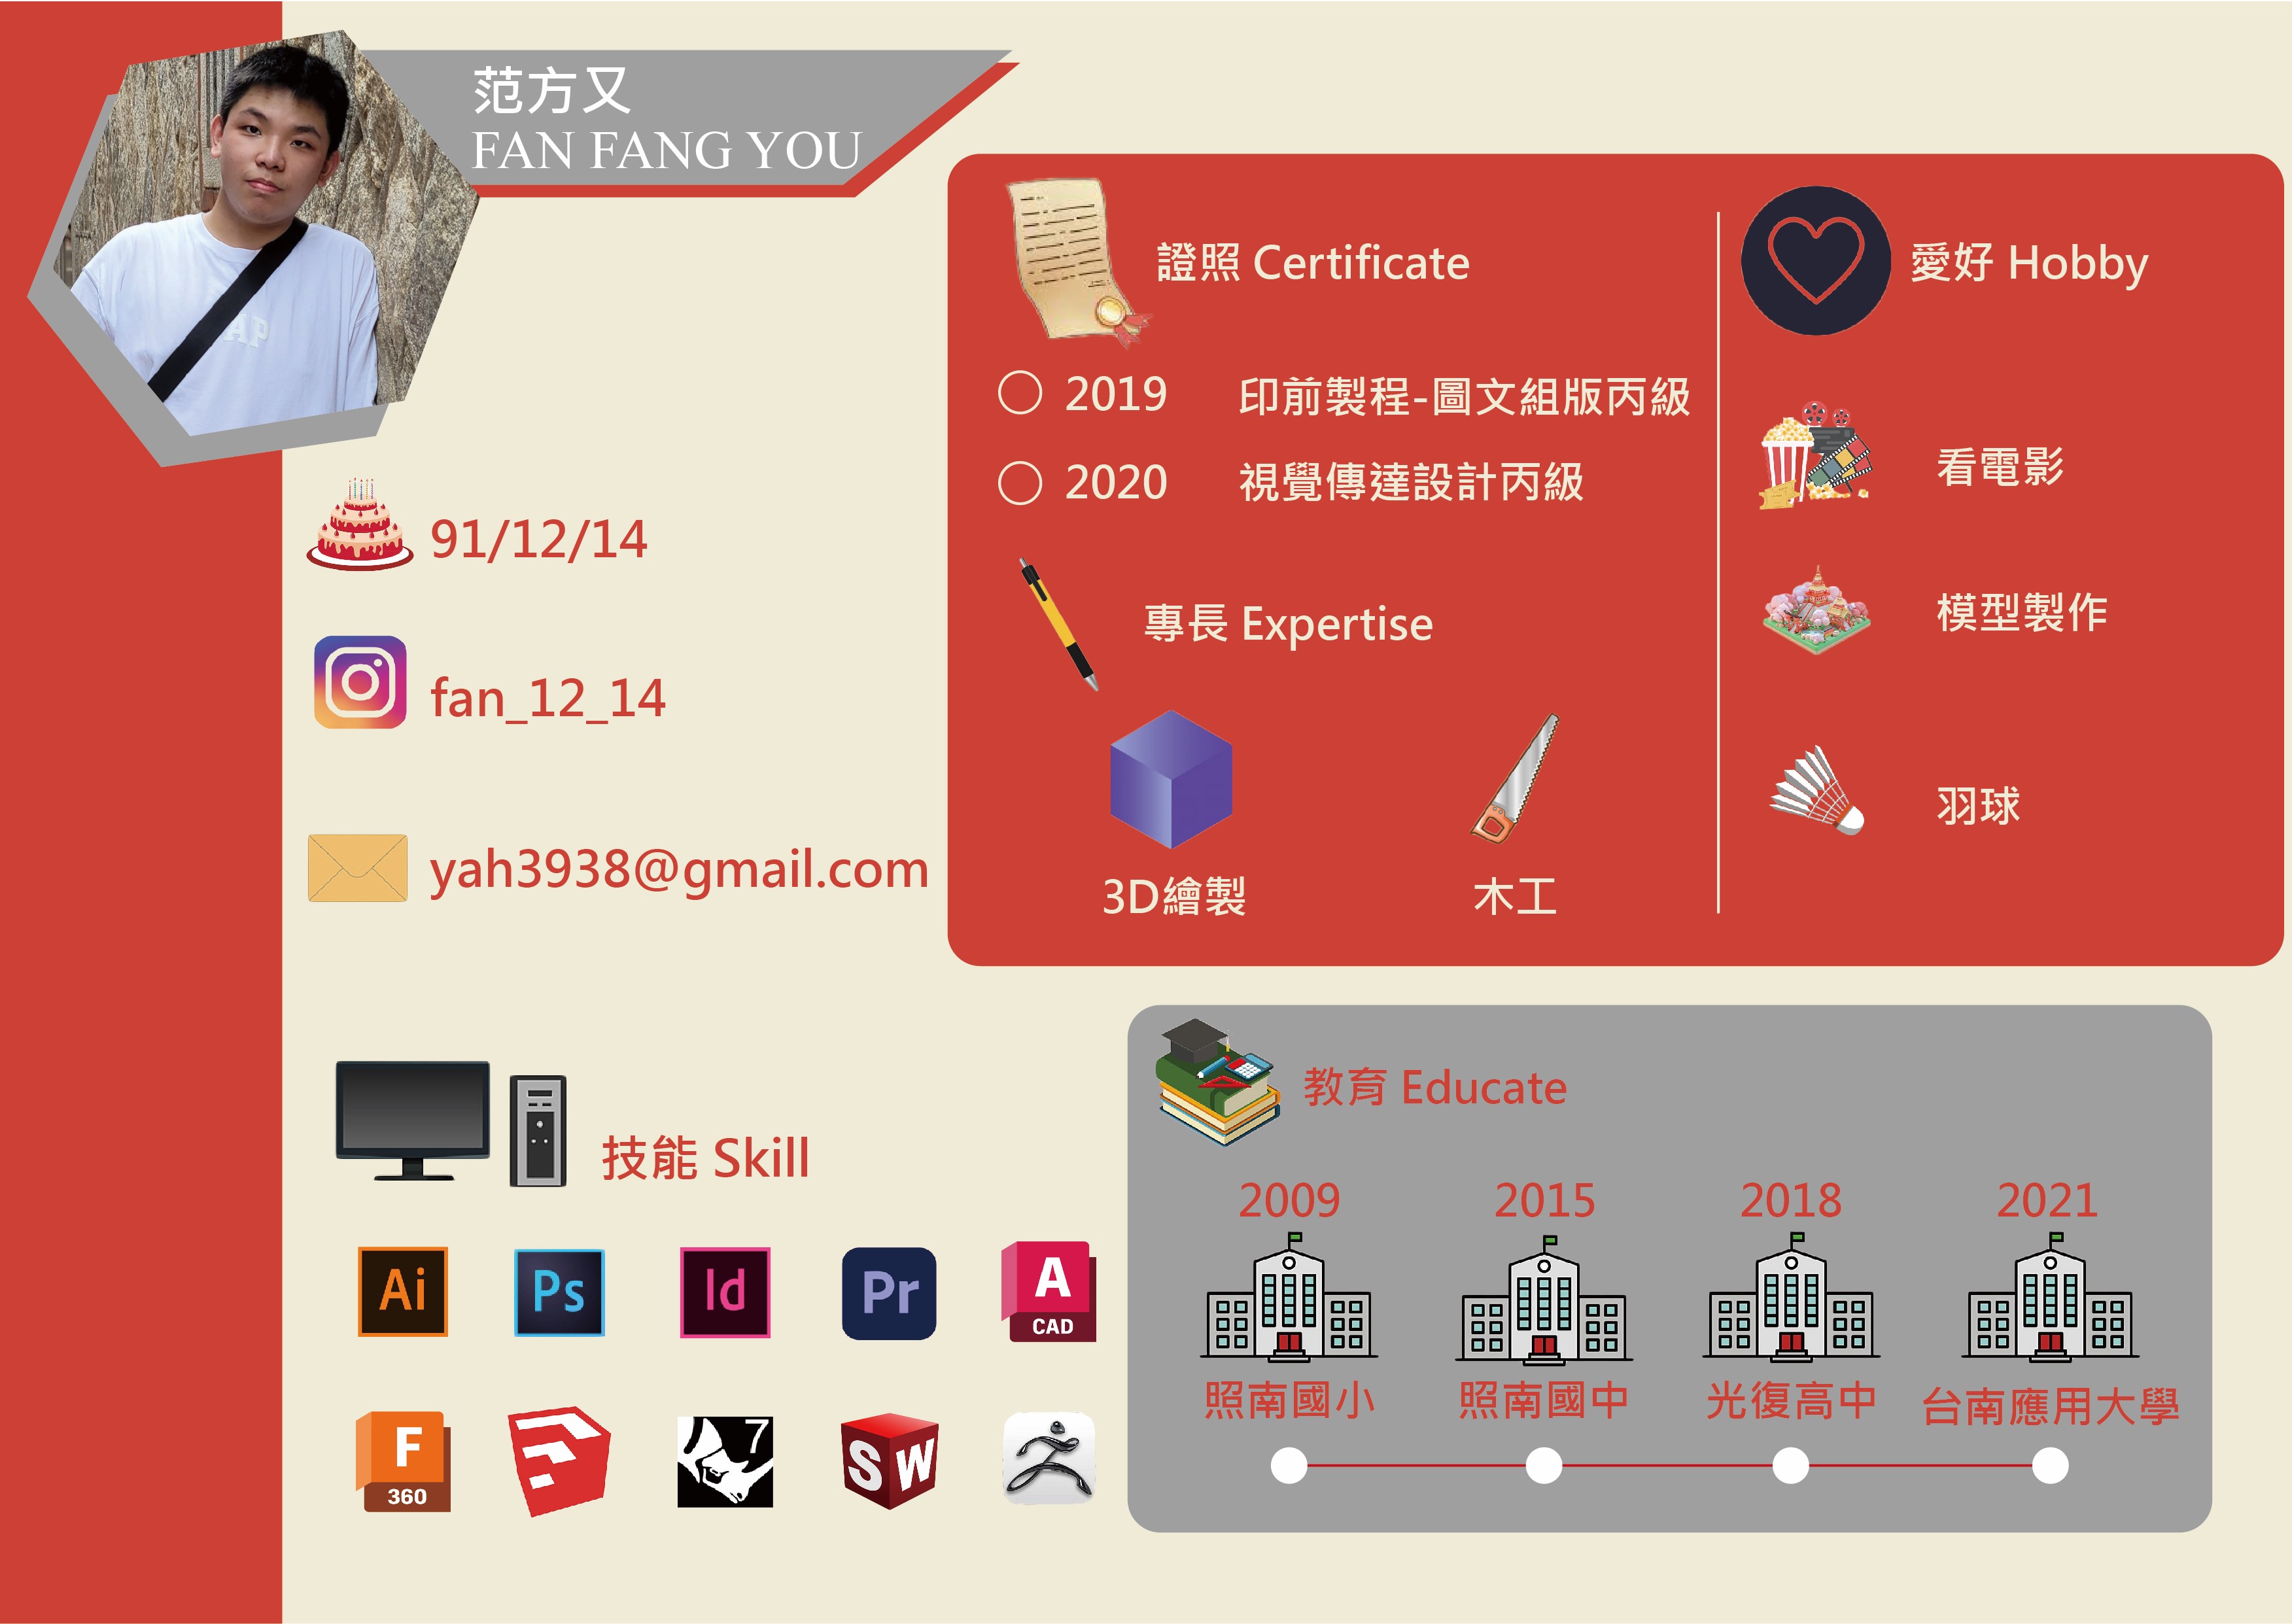 范方又
FAN FANG YOU
91/12/14
fan_12_14
yah3938@gmail.com
技能 Skill
Ai
Ps
Id
Pr
A
CAD
F
360
7
S W
證照 Certificate
2019 印前製程-圖文組版丙級
2020 視覺傳達設計丙級
專長 Expertise
3D繪製
木工
愛好 Hobby
看電影
模型製作
羽球
教育 Educate
2009
2015
2018
2021
照南國小
照南國中
光復高中
台南應用大學